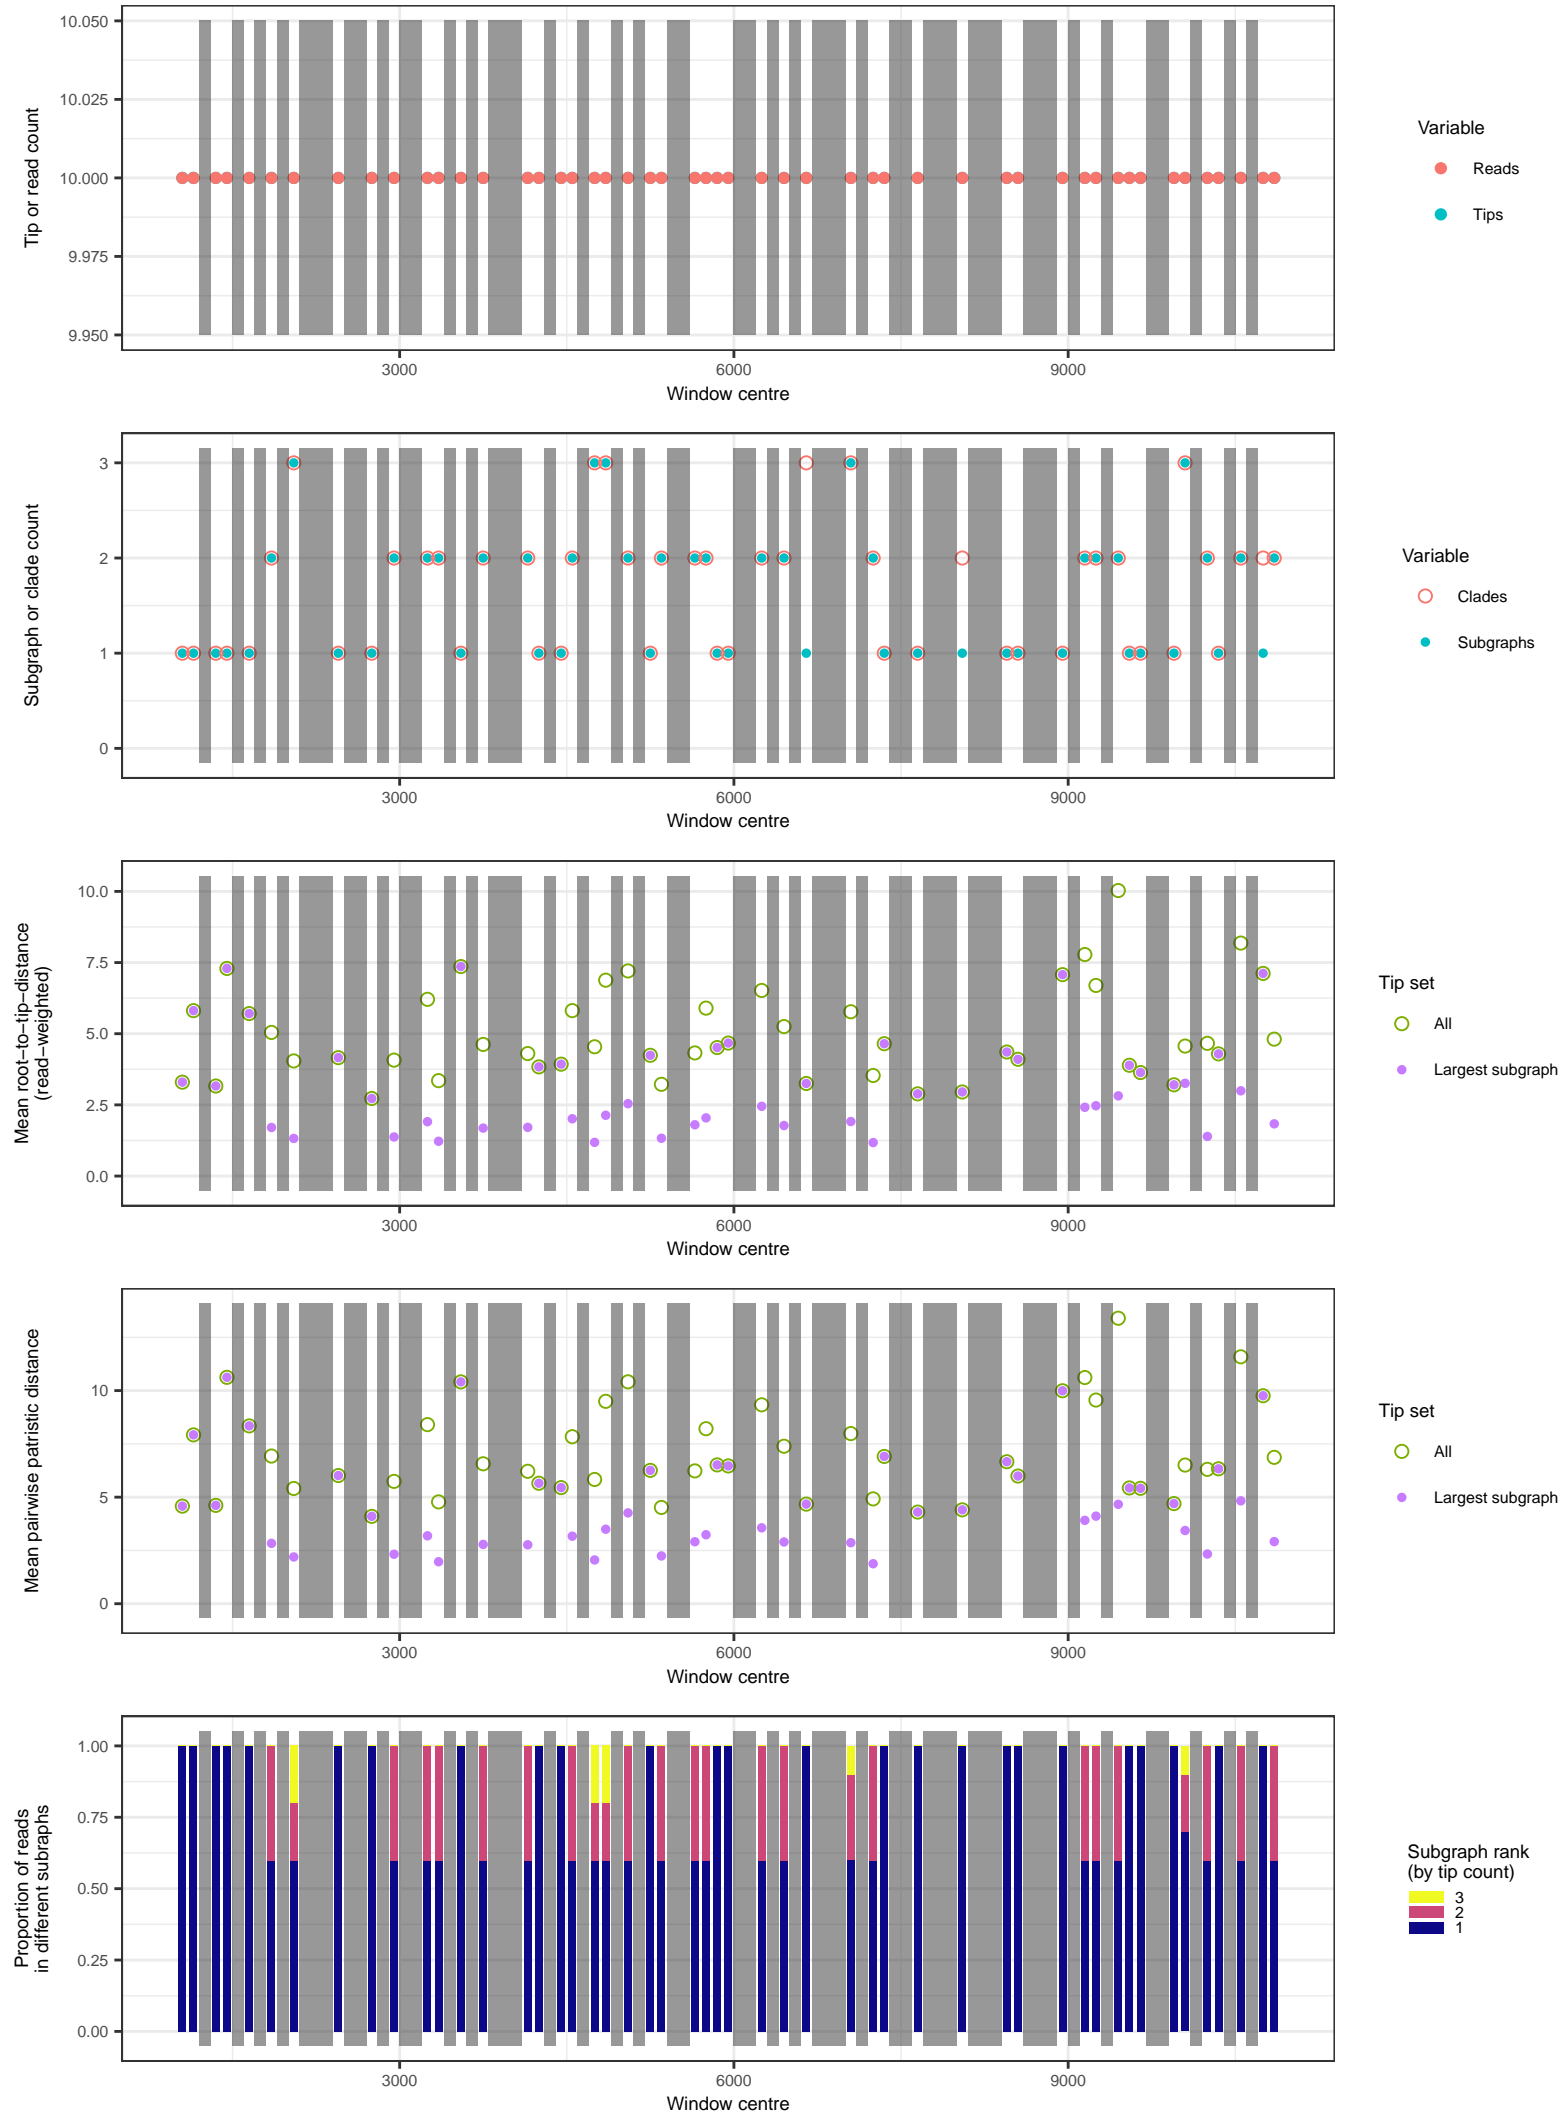 10.050
10.025
10.000
9.975
9.950
Tip or read count
3000
6000
9000
Window centre
Variable
Reads
Tips
3
2
1
0
Subgraph or clade count
3000
6000
9000
Window centre
Variable
Clades
Subgraphs
10.0
7.5
5.0
2.5
0.0
Mean root−to−tip−distance
(read−weighted)
3000
6000
9000
Window centre
Tip set
All
Largest subgraph
10
5
0
Mean pairwise patristic distance
3000
6000
9000
Window centre
Tip set
All
Largest subgraph
1.00
0.75
0.50
0.25
0.00
Proportion of reads
in different subraphs
3000
6000
9000
Window centre
Subgraph rank
(by tip count)
3
2
1